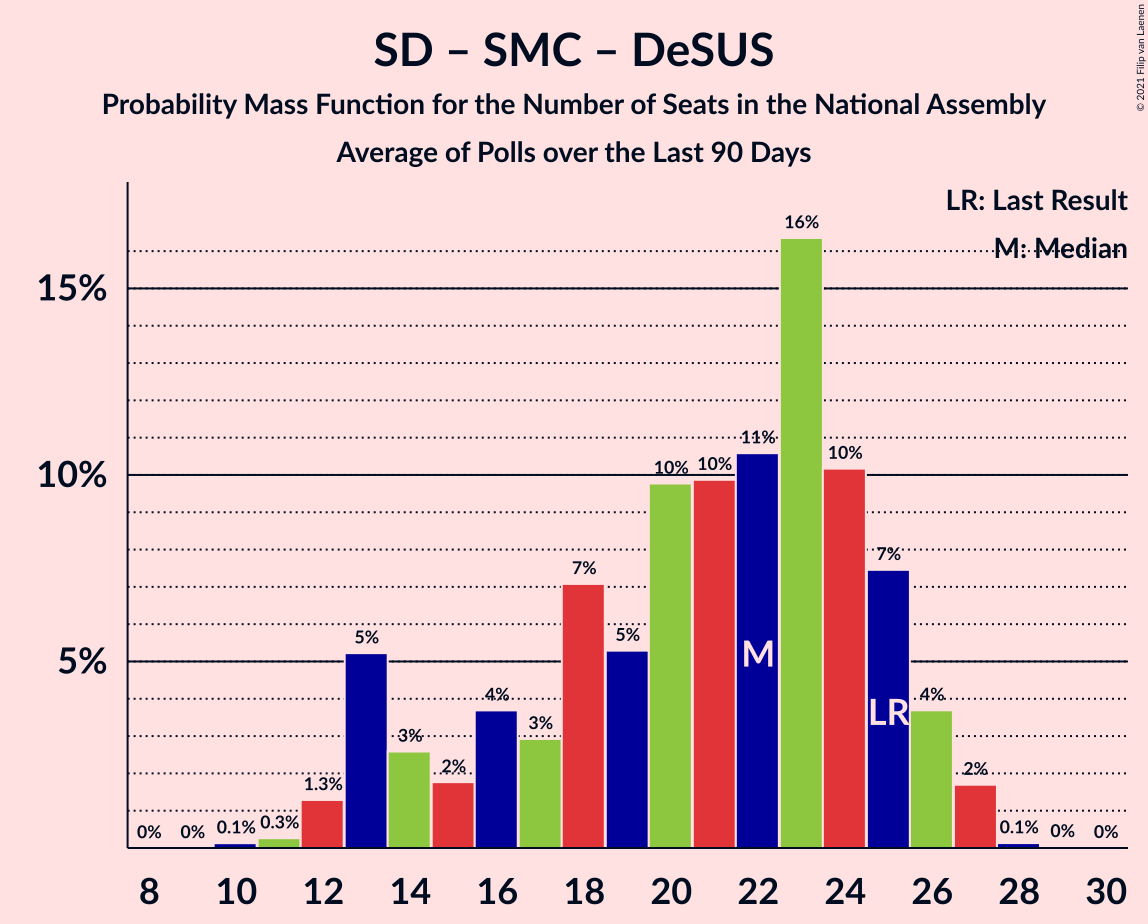 SD – SMC – DeSUS
Probability Mass Function for the Number of Seats in the National Assembly
Average of Polls over the Last 90 Days
© 2021 Filip van Laenen
LR: Last Result
M: Median
15%
10%
5%
0%
0%
0.1%
0.3%
1.3%
5%
3%
2%
4%
3%
7%
5%
10%
10%
11%
16%
10%
7%
4%
2%
0.1%
0%
0%
M
LR
8 10 12 14 16 18 20 22 24 26 28 30